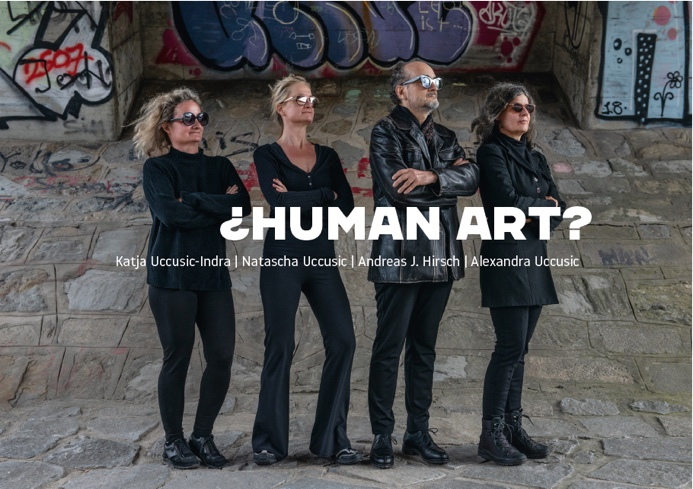 ¿HUMAN ART?
Katja Uccusic-Indra | Natascha Uccusic | Andreas J. Hirsch | Alexandra Uccusic